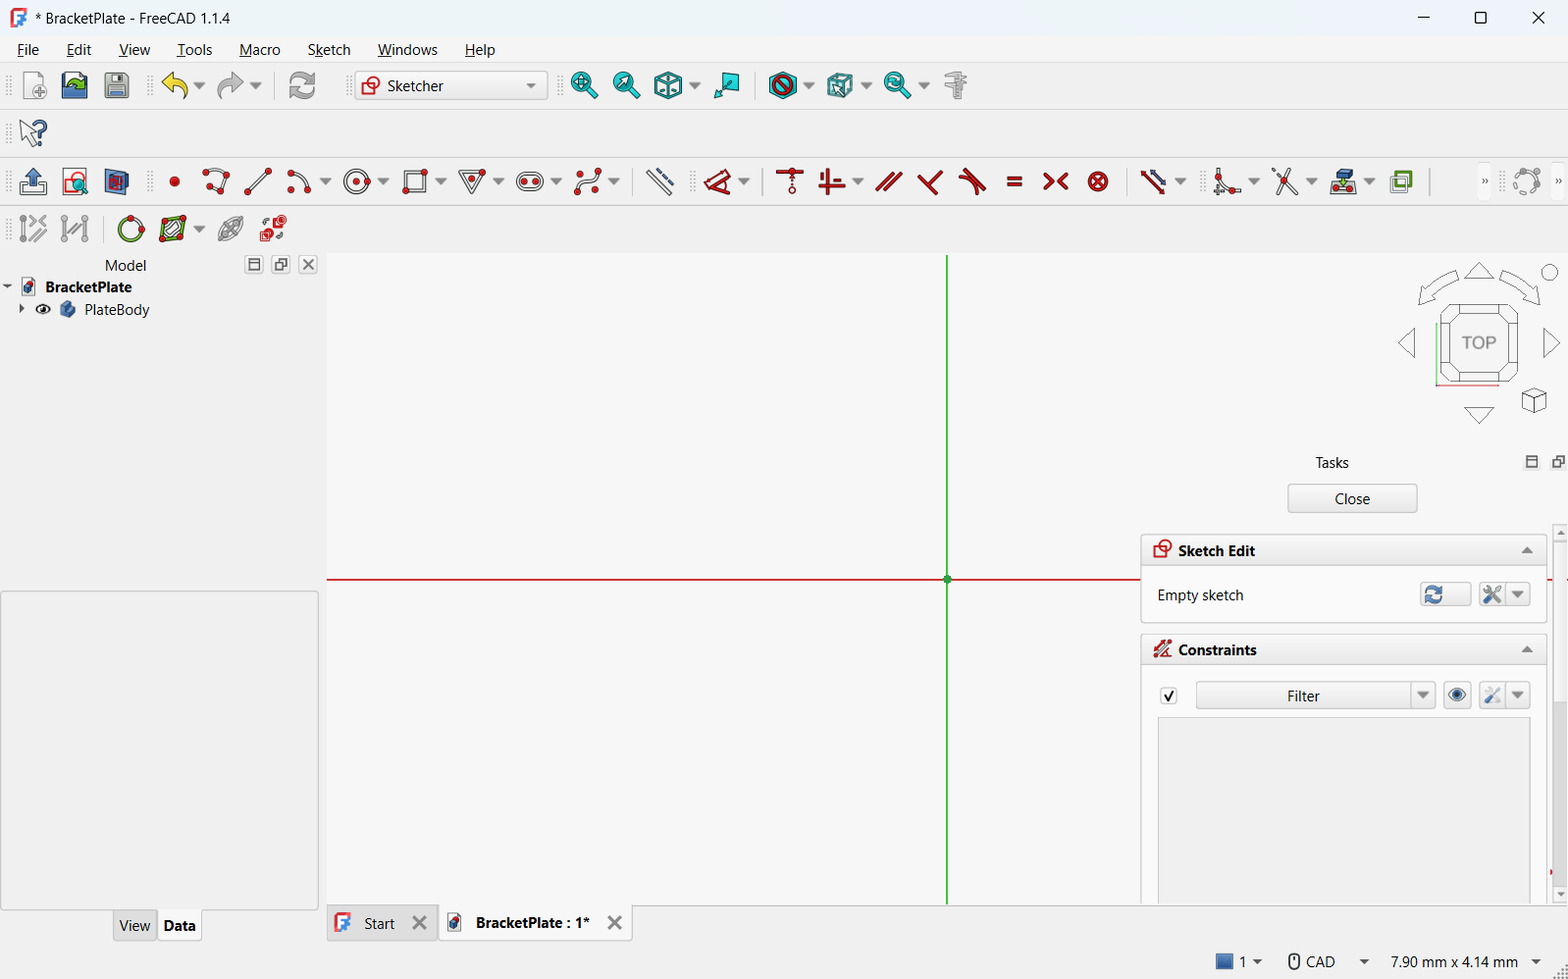 * BracketPlate - FreeCAD 1.1.4
File Edit View Tools Macro Sketch Windows Help
Sketcher
Model
BracketPlate
PlateBody
TOP
Tasks
Close
Sketch Edit
Empty sketch
Constraints
Filter
View Data
Start BracketPlate : 1*
1 CAD 7.90 mm x 4.14 mm